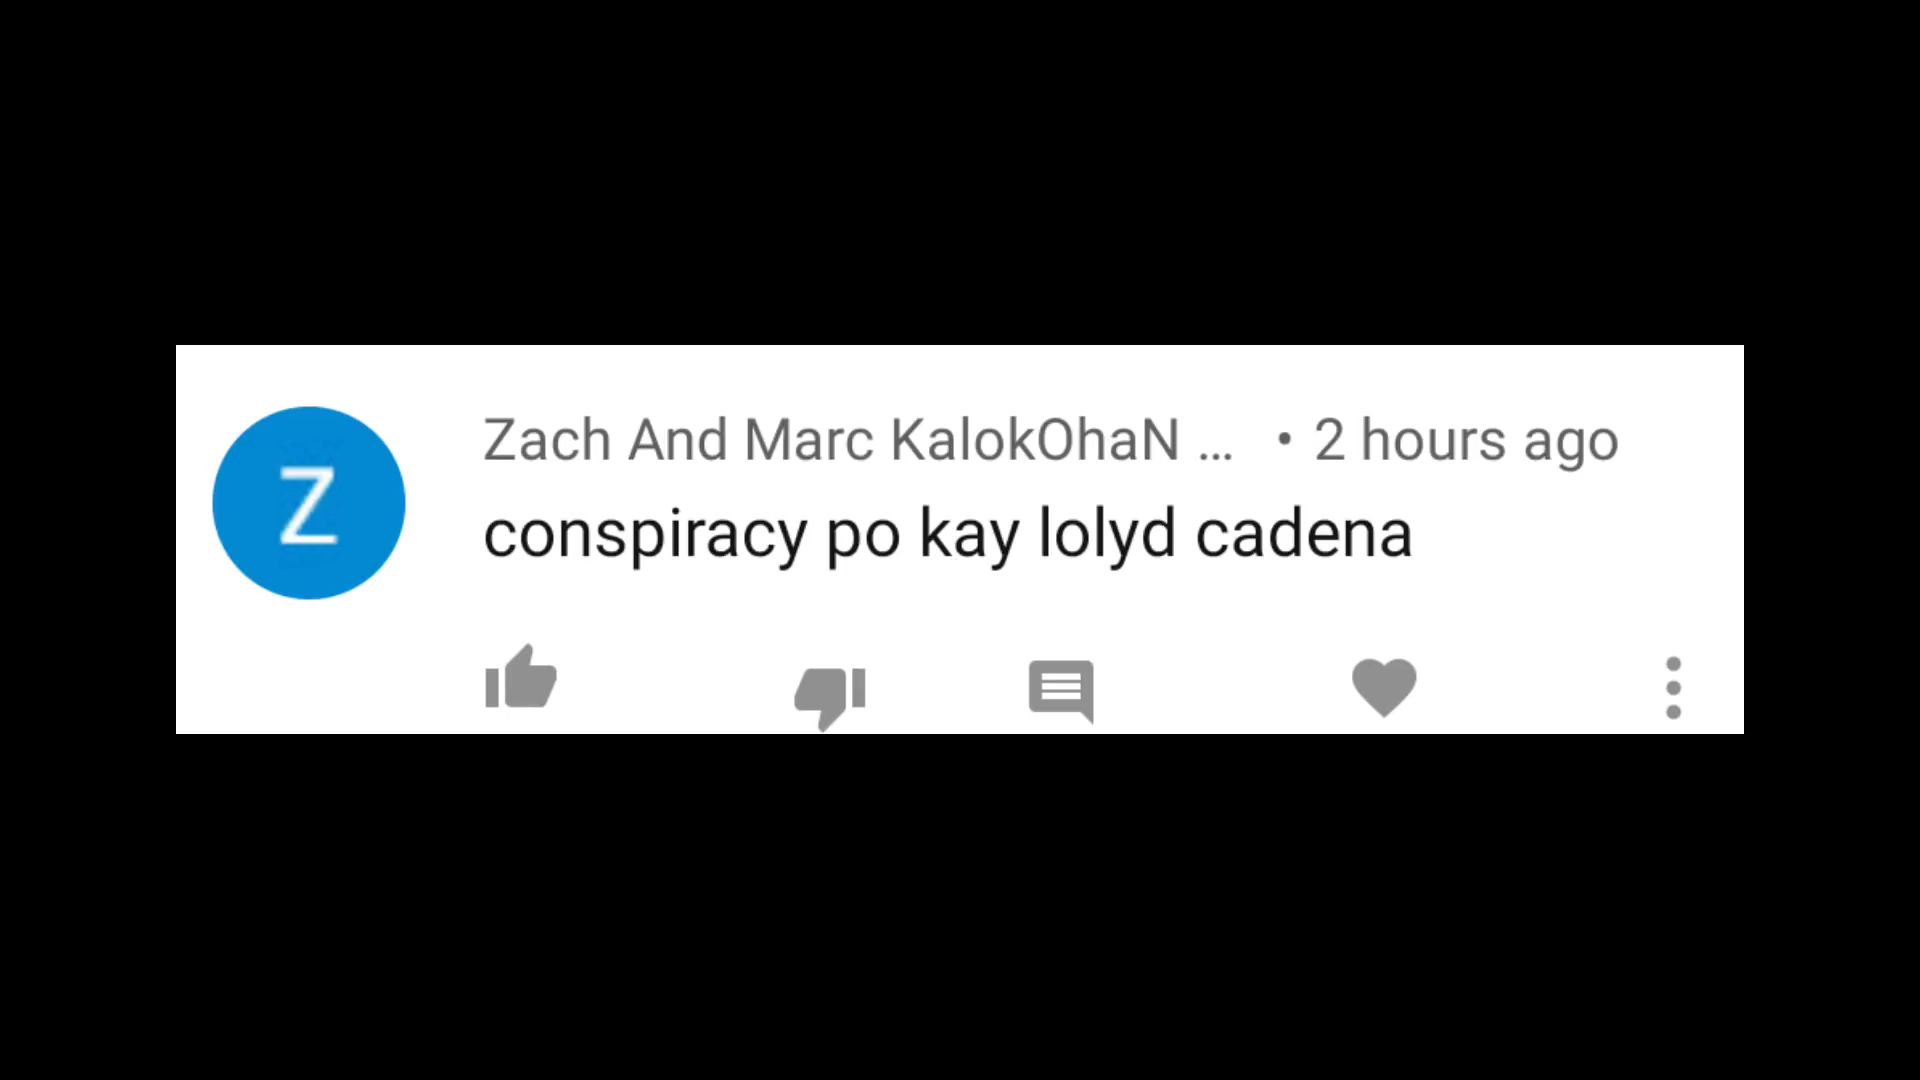 Z
Zach And Marc KalokOhaN ... • 2 hours ago
conspiracy po kay lolyd cadena